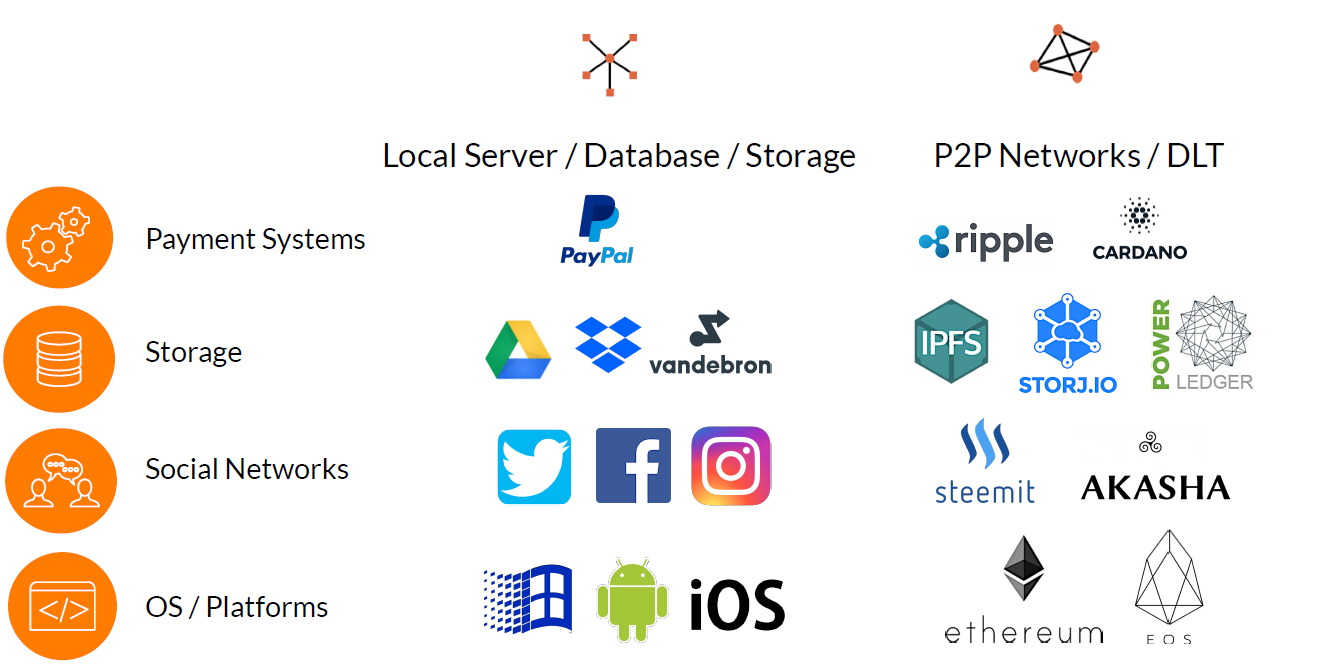 Local Server / Database / Storage
P2P Networks / DLT
Payment Systems
PayPal
ripple
CARDANO
Storage
vandebron
IPFS
STORJ.IO
POWER
LEDGER
Social Networks
f
steemit
AKASHA
OS / Platforms
</>
iOS
ethereum
EOS